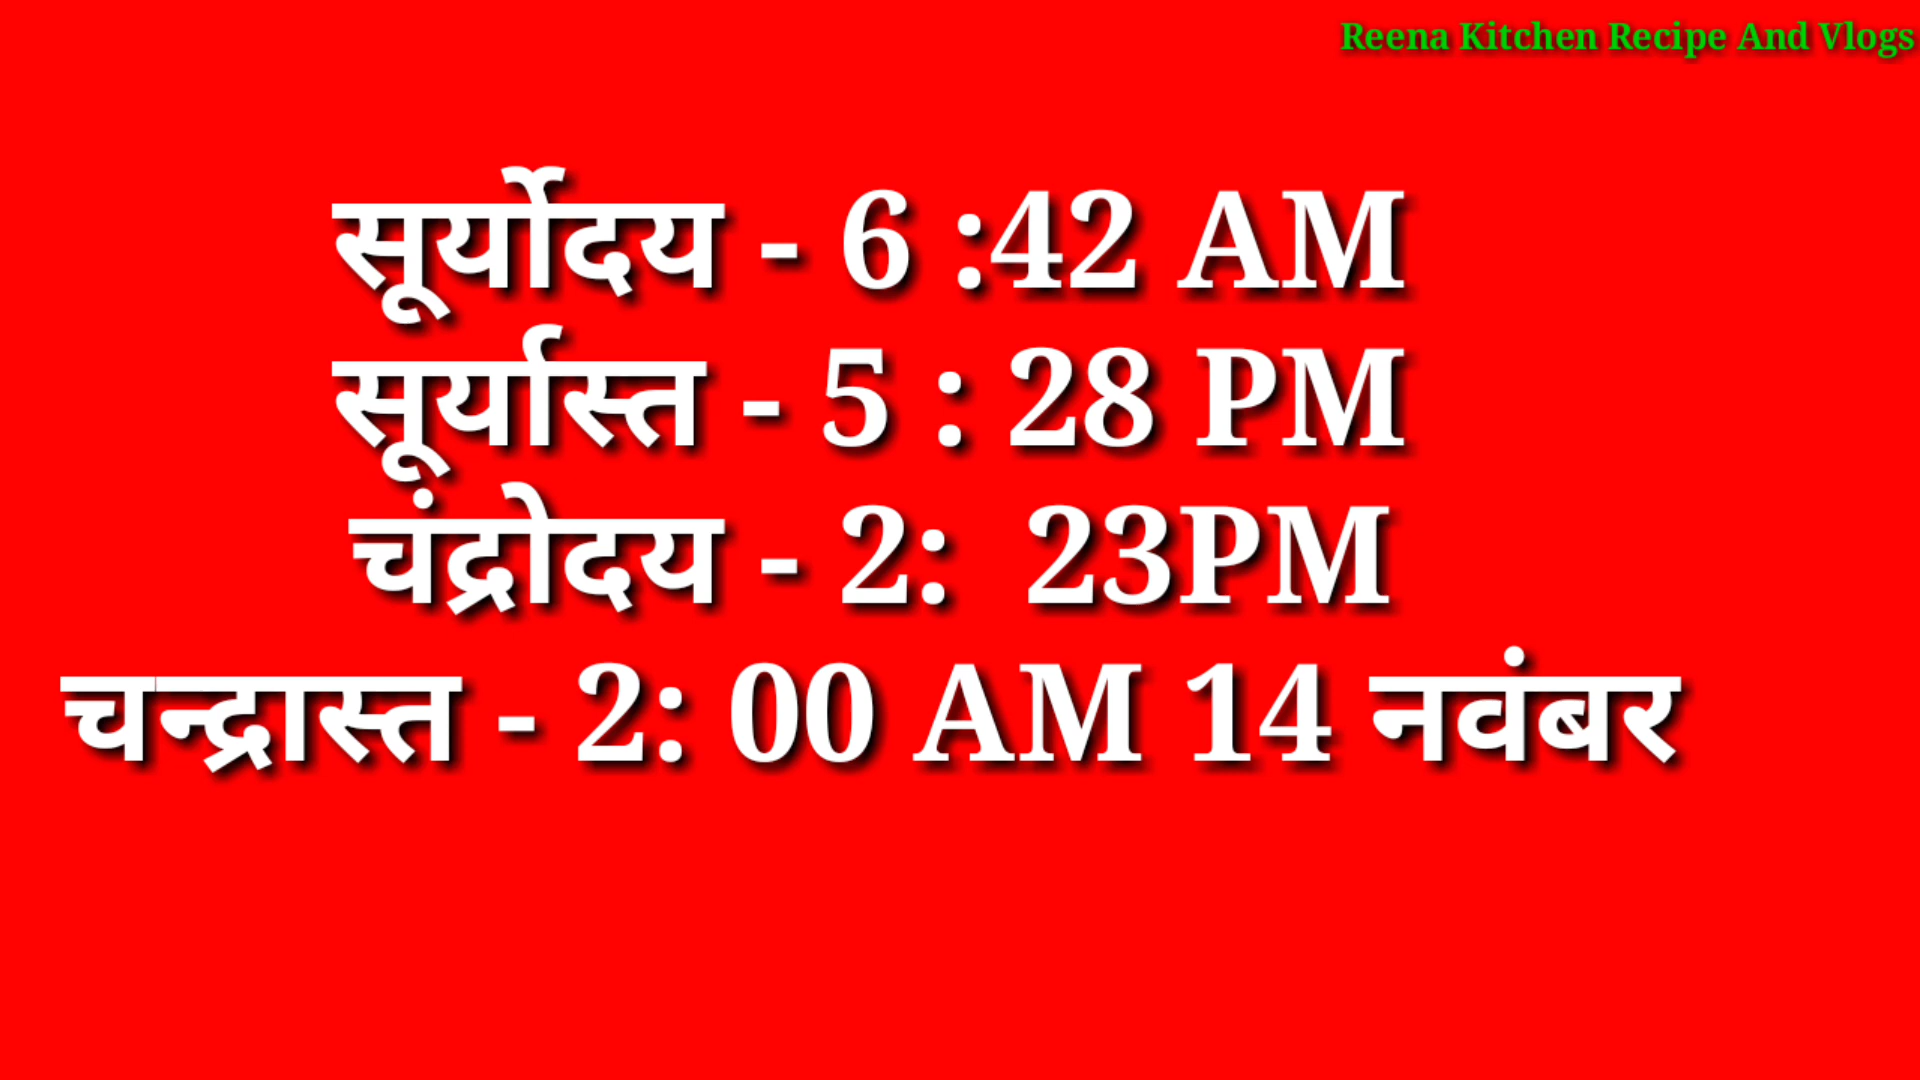 Reena Kitchen Recipe And Vlogs
सूर्योदय - 6 :42 AM
सूर्यास्त - 5 : 28 PM
चंद्रोदय - 2:  23PM
चन्द्रास्त - 2: 00 AM 14 नवंबर